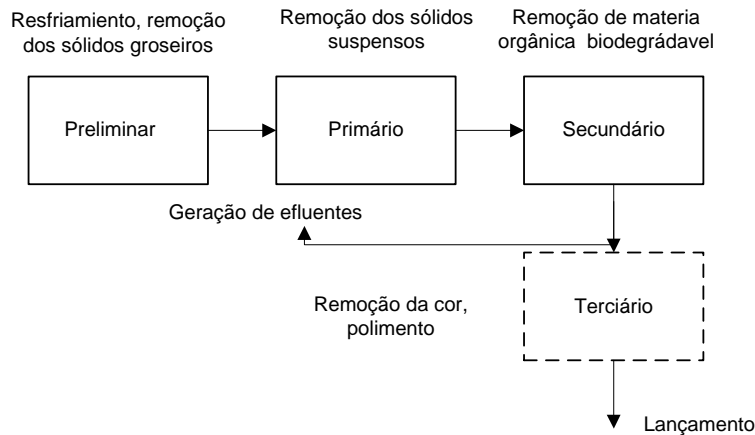 Resfriamiento, remoção
dos sólidos groseiros
Remoção dos sólidos
suspensos
Remoção de materia
orgânica biodegrádavel
Preliminar
Primário
Secundário
Geração de efluentes
Remoção da cor,
polimento
Terciário
Lançamento